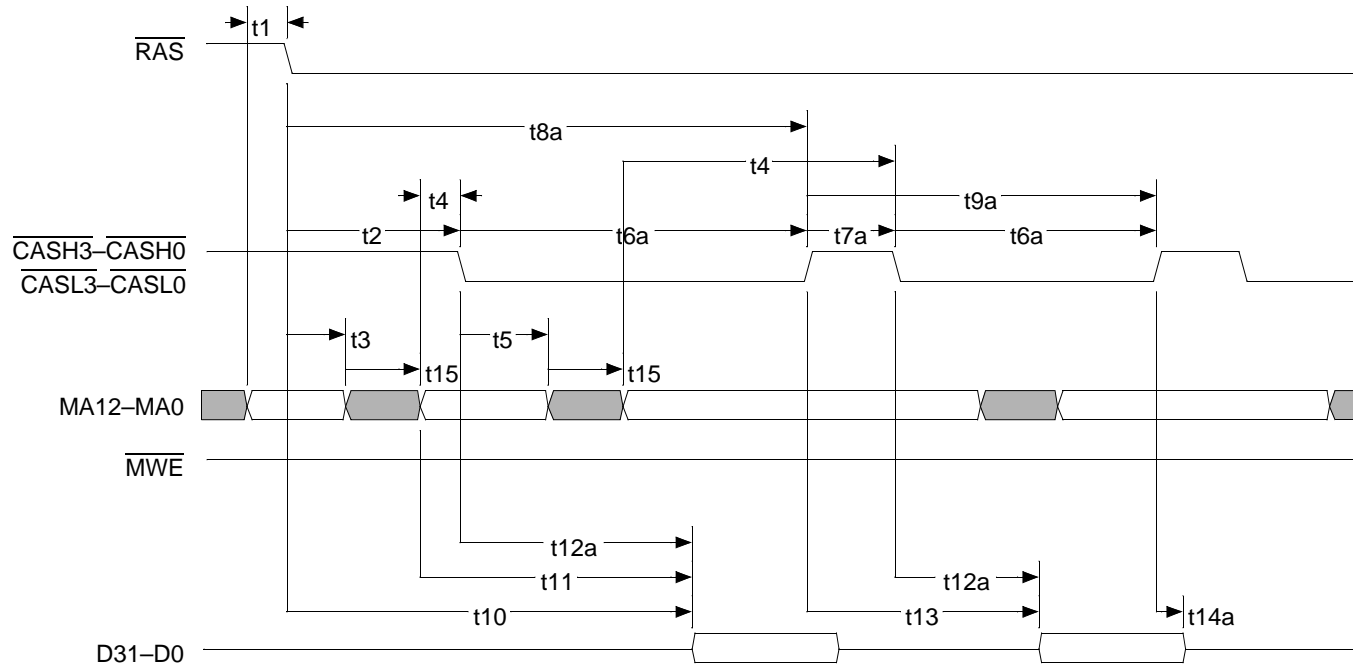 t1
RAS
t8a
t4
t4
t9a
t2
t6a
t7a
t6a
CASH3–CASH0
CASL3–CASL0
t3
t5
t15
t15
MA12–MA0
MWE
t12a
t11
t12a
t10
t13
t14a
D31–D0